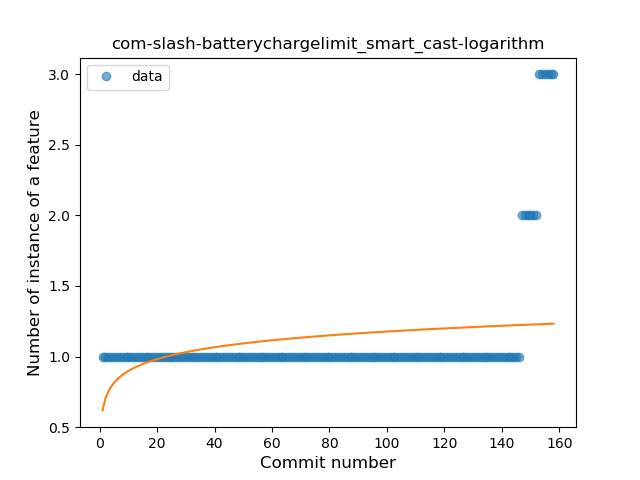 com-slash-batterychargelimit_smart_cast-logarithm
data
Number of instance of a feature
3.0
2.5
2.0
1.5
1.0
0.5
0 20 40 60 80 100 120 140 160
Commit number